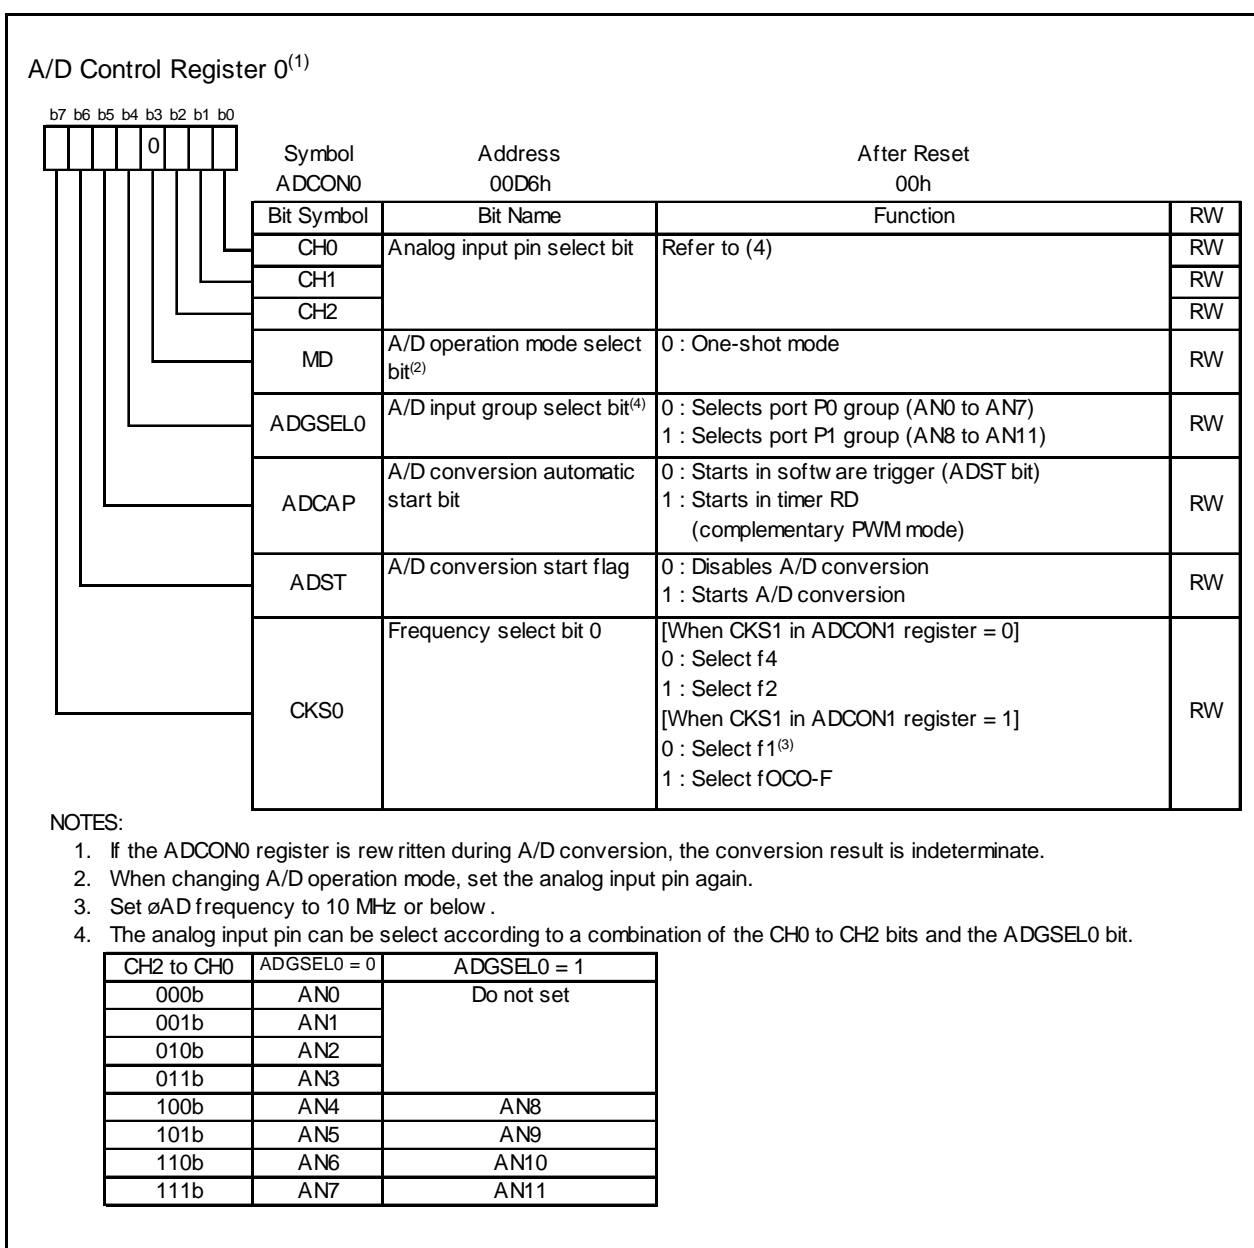 A/D Control Register 0(1)
b7 b6 b5 b4 b3 b2 b1 b0
0
Symbol Address After Reset
ADCON0 00D6h 00h
Bit Symbol Bit Name Function RW
CH0 Analog input pin select bit Refer to (4) RW
CH1 RW
CH2 RW
MD A/D operation mode select bit(2) 0 : One-shot mode RW
ADGSEL0 A/D input group select bit(4) 0 : Selects port P0 group (AN0 to AN7)
1 : Selects port P1 group (AN8 to AN11) RW
ADCAP A/D conversion automatic start bit 0 : Starts in software trigger (ADST bit)
1 : Starts in timer RD
(complementary PWM mode) RW
ADST A/D conversion start flag 0 : Disables A/D conversion
1 : Starts A/D conversion RW
CKS0 Frequency select bit 0 [When CKS1 in ADCON1 register = 0]
0 : Select f4
1 : Select f2
[When CKS1 in ADCON1 register = 1]
0 : Select f1(3)
1 : Select fOCO-F RW
NOTES:
1. If the ADCON0 register is rewritten during A/D conversion, the conversion result is indeterminate.
2. When changing A/D operation mode, set the analog input pin again.
3. Set øAD frequency to 10 MHz or below.
4. The analog input pin can be select according to a combination of the CH0 to CH2 bits and the ADGSEL0 bit.
CH2 to CH0 ADGSEL0 = 0 ADGSEL0 = 1
000b AN0 Do not set
001b AN1
010b AN2
011b AN3
100b AN4 AN8
101b AN5 AN9
110b AN6 AN10
111b AN7 AN11